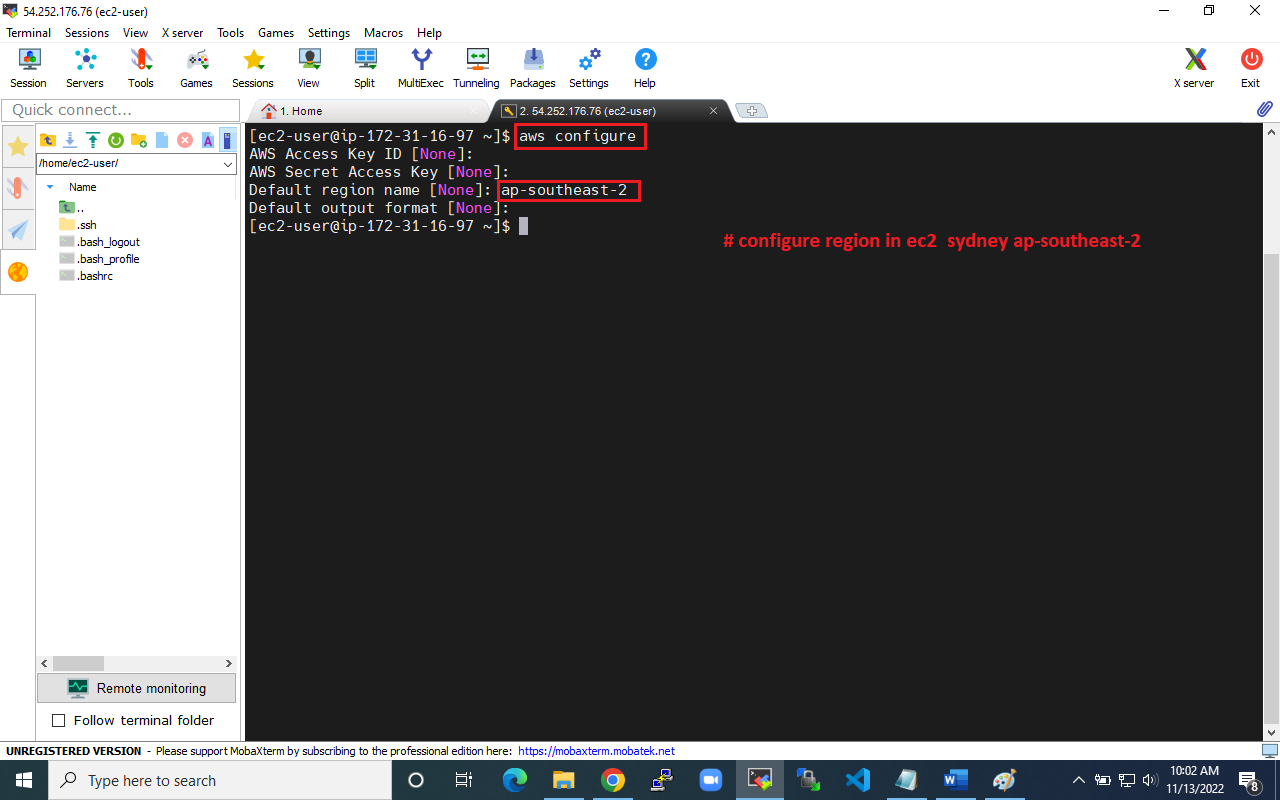 54.252.176.76 (ec2-user)
Terminal Sessions View X server Tools Games Settings Macros Help
Session Servers Tools Games Sessions View Split MultiExec Tunneling Packages Settings Help X server Exit
Quick connect...
1. Home
2. 54.252.176.76 (ec2-user)
/home/ec2-user/
Name
..
.ssh
.bash_logout
.bash_profile
.bashrc
[ec2-user@ip-172-31-16-97 ~]$ aws configure
AWS Access Key ID [None]:
AWS Secret Access Key [None]:
Default region name [None]: ap-southeast-2
Default output format [None]:
[ec2-user@ip-172-31-16-97 ~]$
# configure region in ec2 sydney ap-southeast-2
Remote monitoring
Follow terminal folder
UNREGISTERED VERSION - Please support MobaXterm by subscribing to the professional edition here: https://mobaxterm.mobatek.net
Type here to search
10:02 AM
11/13/2022
8